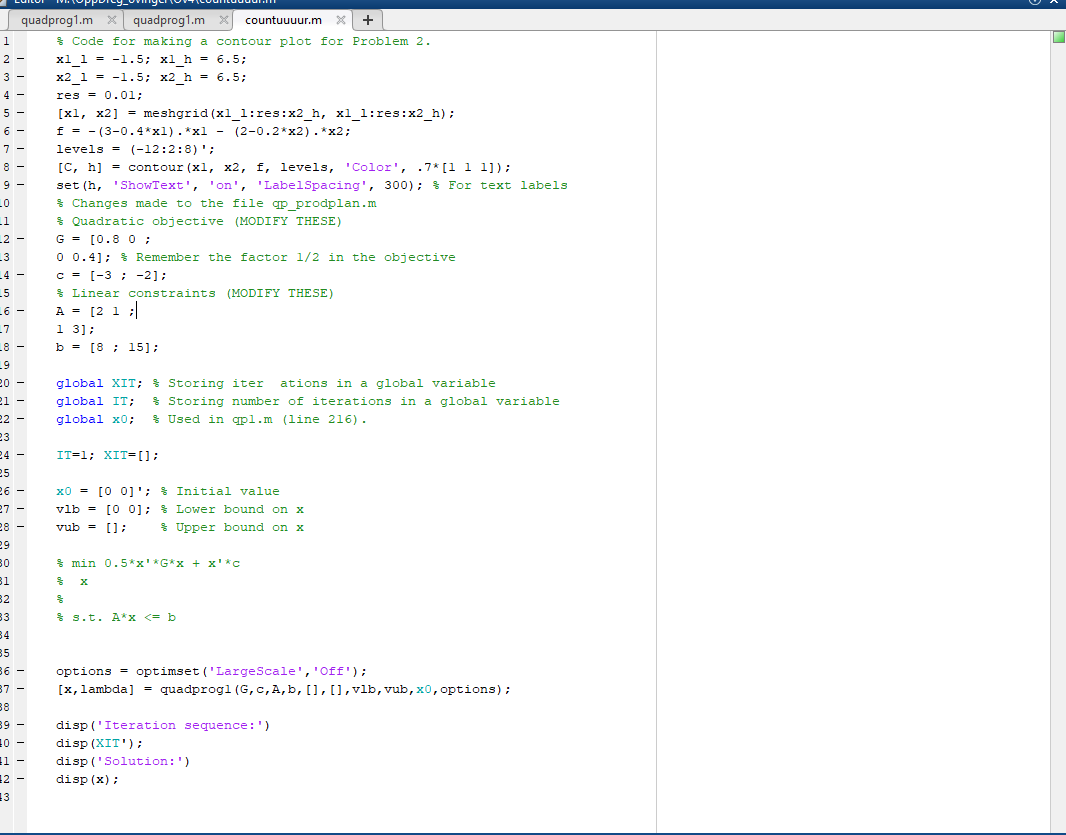 quadprog1.m × quadprog1.m × countuuuur.m × +
1 % Code for making a contour plot for Problem 2.
2 - x1_l = -1.5; x1_h = 6.5;
3 - x2_l = -1.5; x2_h = 6.5;
4 - res = 0.01;
5 - [x1, x2] = meshgrid(x1_l:res:x2_h, x1_l:res:x2_h);
6 - f = -(3-0.4*x1).*x1 - (2-0.2*x2).*x2;
7 - levels = (-12:2:8)';
8 - [C, h] = contour(x1, x2, f, levels, 'Color', .7*[1 1 1]);
9 - set(h, 'ShowText', 'on', 'LabelSpacing', 300); % For text labels
10 % Changes made to the file qp_prodplan.m
11 % Quadratic objective (MODIFY THESE)
12 - G = [0.8 0 ;
13 0 0.4]; % Remember the factor 1/2 in the objective
14 - c = [-3 ; -2];
15 % Linear constraints (MODIFY THESE)
16 - A = [2 1 ;
17 1 3];
18 - b = [8 ; 15];
19
20 - global XIT; % Storing iter ations in a global variable
21 - global IT; % Storing number of iterations in a global variable
22 - global x0; % Used in qp1.m (line 216).
23
24 - IT=1; XIT=[];
25
26 - x0 = [0 0]'; % Initial value
27 - vlb = [0 0]; % Lower bound on x
28 - vub = []; % Upper bound on x
29
30 % min 0.5*x'*G*x + x'*c
31 % x
32 %
33 % s.t. A*x <= b
34
35
36 - options = optimset('LargeScale','Off');
37 - [x,lambda] = quadprog1(G,c,A,b,[],[],vlb,vub,x0,options);
38
39 - disp('Iteration sequence:')
40 - disp(XIT');
41 - disp('Solution:')
42 - disp(x);
43